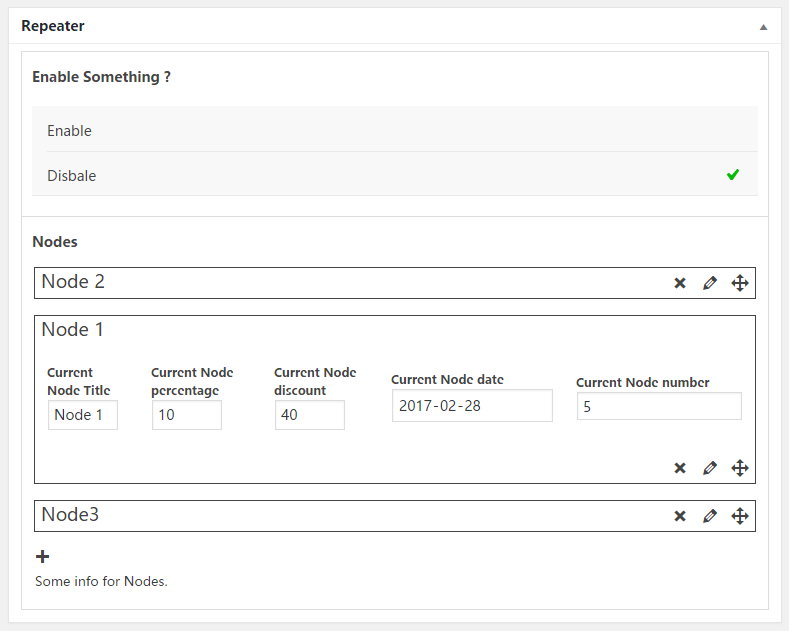 Repeater
Enable Something ?
Enable
Disbale
Nodes
Node 2
Node 1
Current
Node Title
Node 1
Current Node
percentage
10
Current Node
discount
40
Current Node date
2017-02-28
Current Node number
5
Node3
Some info for Nodes.